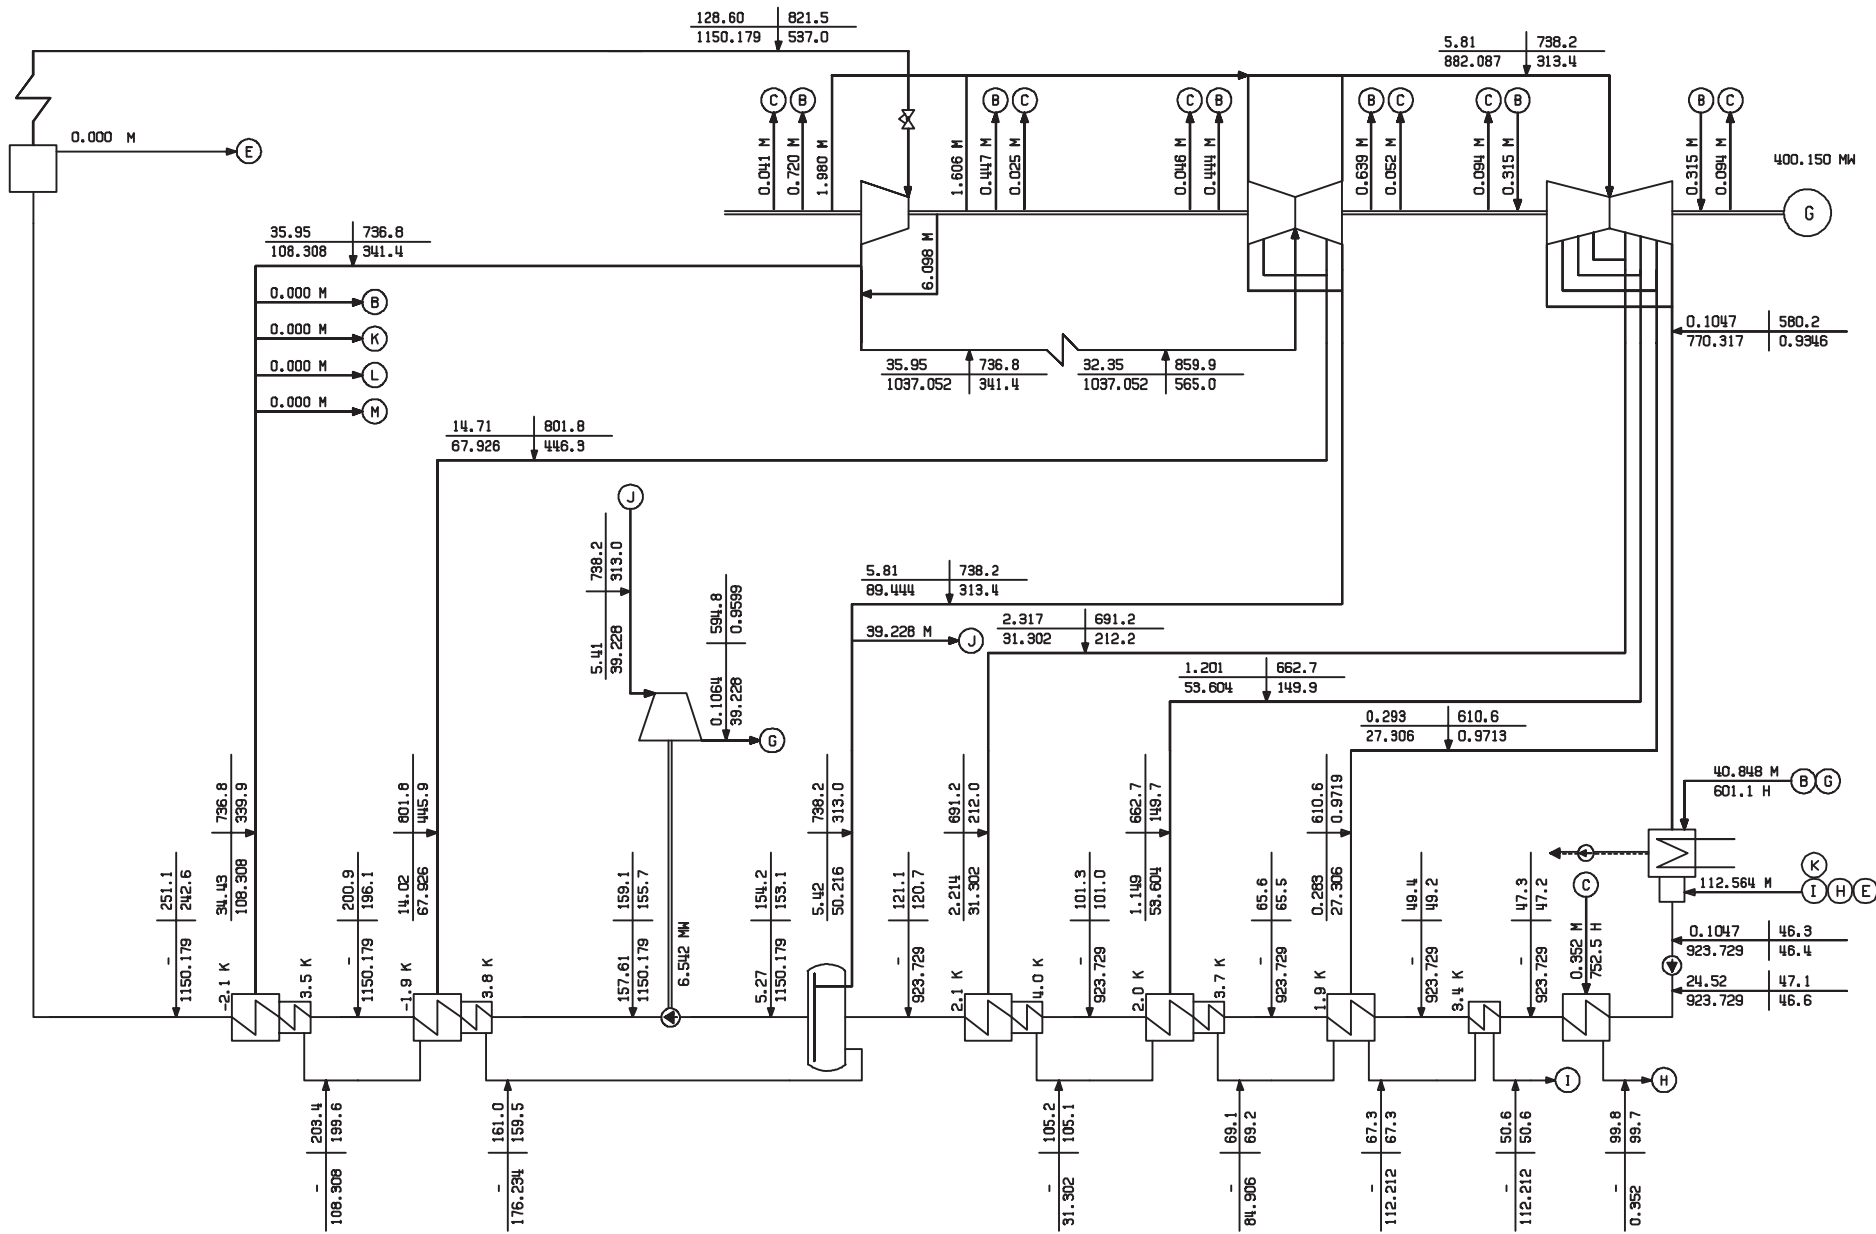 128.60 821.5
1150.179 537.0
5.81 738.2
882.087 313.4
0.000 M
E
C
B
B
C
C
B
B
C
C
B
B
C
0.041 M
0.720 M
1.980 M
1.606 M
0.447 M
0.025 M
0.046 M
0.444 M
0.639 M
0.052 M
0.094 M
0.315 M
0.315 M
0.094 M
400.150 MW
G
35.95 736.8
108.308 341.4
6.098 M
0.000 M
B
0.000 M
K
0.000 M
L
0.000 M
M
0.1047 580.2
770.317 0.9346
35.95 736.8
1037.052 341.4
32.35 859.9
1037.052 565.0
14.71 801.8
67.926 446.3
J
5.41 738.2
39.228 313.0
5.81 738.2
89.444 313.4
0.1064 594.8
39.228 0.9599
G
39.228 M
J
2.317 691.2
31.302 212.2
1.201 662.7
53.604 149.9
0.293 610.6
27.306 0.9713
40.848 M
601.1 H
B
G
34.43 736.8
108.308 339.9
14.02 801.8
67.926 445.9
5.42 738.2
50.216 313.0
2.214 691.2
31.302 212.0
1.149 662.7
53.604 149.7
0.283 610.6
27.306 0.9719
- 251.1
1150.179 242.6
- 200.9
1150.179 196.1
157.61 159.1
1150.179 155.7
5.27 154.2
1150.179 153.1
- 121.1
923.729 120.7
- 101.3
923.729 101.0
- 65.6
923.729 65.5
- 49.4
923.729 49.2
- 47.3
923.729 47.2
K
C
112.564 M
I
H
E
0.352 M
752.5 H
0.1047 46.3
923.729 46.4
24.52 47.1
923.729 46.6
-2.1 K
3.5 K
-1.9 K
3.8 K
6.542 MW
2.1 K
4.0 K
2.0 K
3.7 K
1.9 K
3.4 K
I
H
- 203.4
108.308 199.6
- 161.0
176.234 159.5
- 105.2
31.302 105.1
- 69.1
84.906 69.2
- 67.3
112.212 67.3
- 50.6
112.212 50.6
- 99.8
0.352 99.7